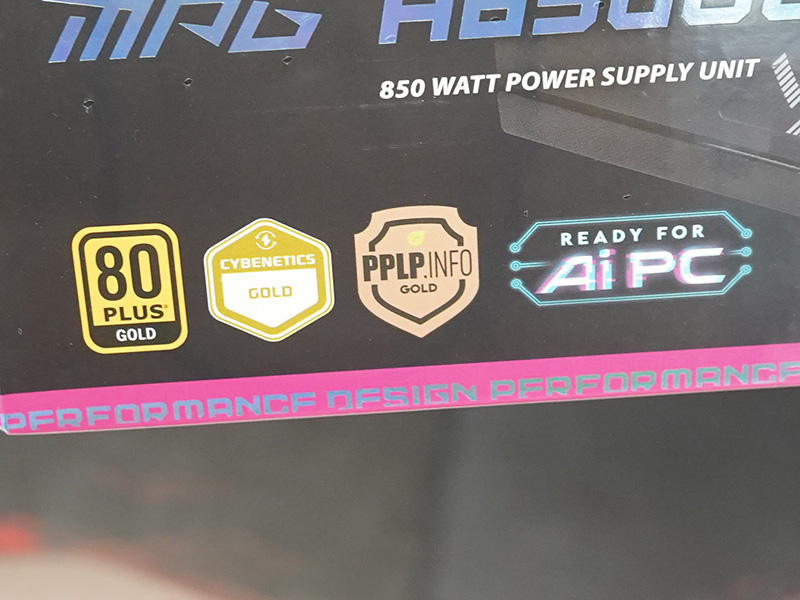 MPG
850 WATT POWER SUPPLY UNIT
80
PLUS®
GOLD
CYBENETICS
GOLD
PPLP.INFO
GOLD
READY FOR
Ai PC
PERFORMANCE DESIGN PERFORMANCE